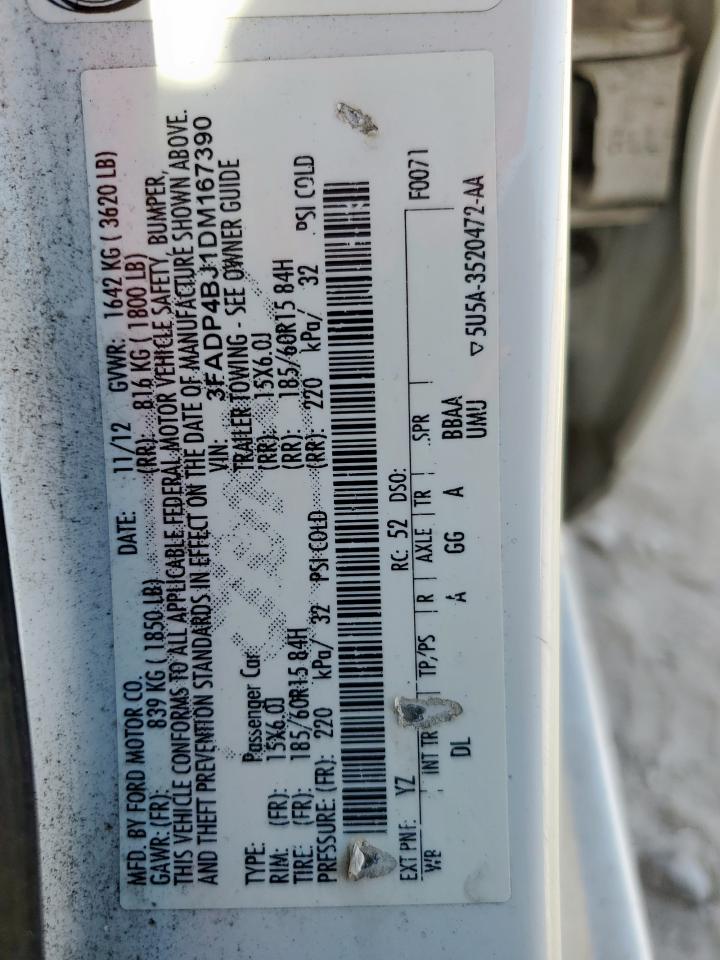 MFD. BY FORD MOTOR CO. DATE: 11/12 GVWR: 1642 KG ( 3620 LB)
GAWR: (FR): 839 KG ( 1850 LB) (RR): 816 KG ( 1800 LB)
THIS VEHICLE CONFORMS TO ALL APPLICABLE FEDERAL MOTOR VEHICLE SAFETY, BUMPER,
AND THEFT PREVENTION STANDARDS IN EFFECT ON THE DATE OF MANUFACTURE SHOWN ABOVE.
VIN: 3FADP4BJ1DM167390
TYPE: Passenger Car TRAILER TOWING - SEE OWNER GUIDE
RIM: (FR): 15X6.0J (RR): 15X6.0J
TIRE: (FR): 185/60R15 84H (RR): 185/60R15 84H
PRESSURE: (FR): 220 kPa/ 32 PSI COLD (RR): 220 kPa/ 32 PSI COLD
EXT PNT: YZ RC: 52 DSO: F0071
WB INT TR TP/PS R AXLE TR SPR
DL A GG A BBAA
UMU
5U5A-3520472-AA